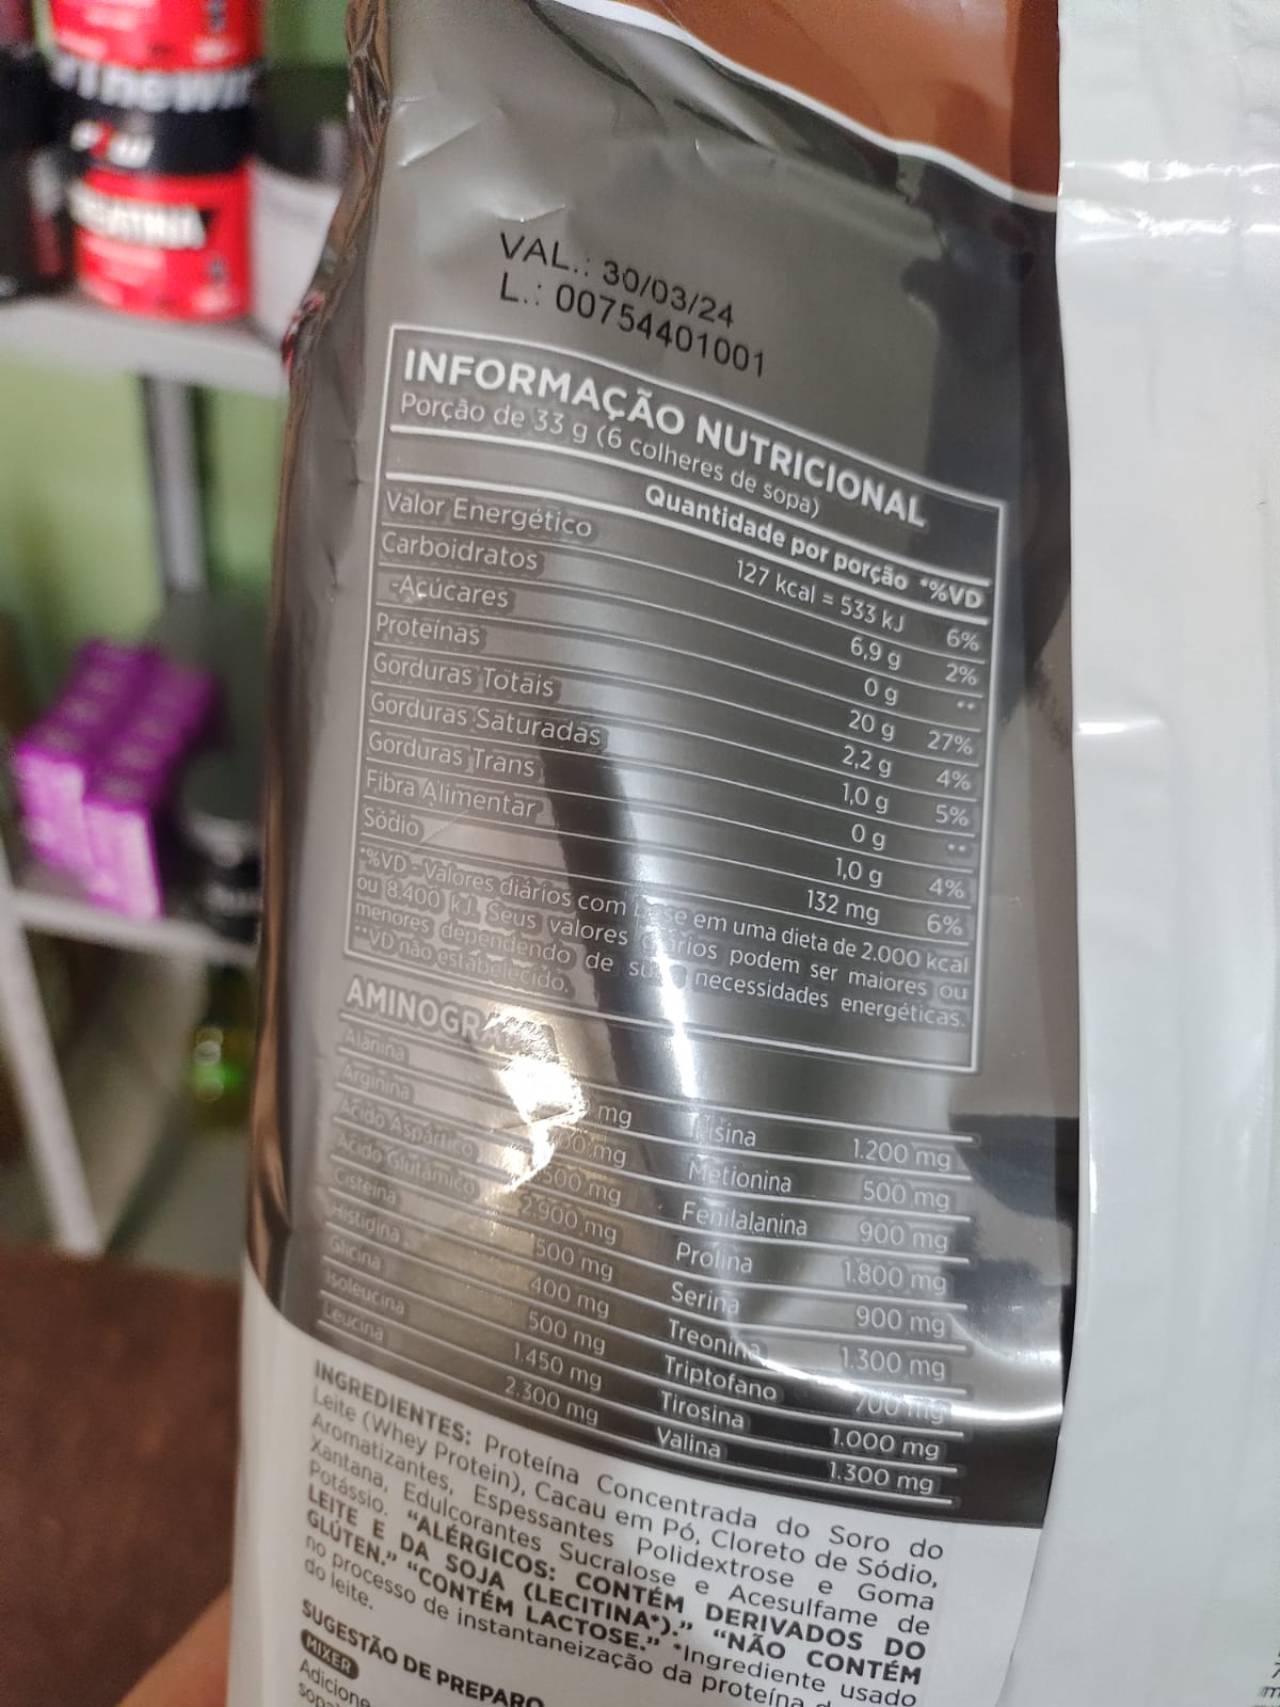 VAL.: 30/03/24
L.: 00754401001
INFORMAÇÃO NUTRICIONAL
Porção de 33 g (6 colheres de sopa)
Quantidade por porção *%VD
Valor Energético 127 kcal = 533 kJ 6%
Carboidratos 6,9 g 2%
-Açúcares 0 g **
Proteínas 20 g 27%
Gorduras Totais 2,2 g 4%
Gorduras Saturadas 1,0 g 5%
Gorduras Trans 0 g **
Fibra Alimentar 1,0 g 4%
Sódio 132 mg 6%
*%VD - Valores diários com em uma dieta de 2.000 kcal
ou 8.400 kJ. Seus valores podem ser maiores ou
menores dependendo de necessidades energéticas.
**VD não estabelecido.
Alanina mg Lisina 1.200 mg
Arginina mg Metionina 500 mg
Ácido Aspártico mg Fenilalanina 900 mg
Ácido Glutâmico 2.900 mg Prolina 1.800 mg
Cisteína 500 mg Serina 900 mg
Histidina 400 mg Treonina 1.300 mg
Glicina 500 mg Triptofano 700 mg
Isoleucina 1.450 mg Tirosina 1.000 mg
Leucina 2.300 mg Valina 1.300 mg
INGREDIENTES: Proteína Concentrada do Soro do
Leite (Whey Protein), Cacau em Pó, Cloreto de Sódio,
Aromatizantes, Espessantes Polidextrose e Goma
Xantana, Edulcorantes Sucralose e Acesulfame de
Potássio. "ALÉRGICOS: CONTÉM DERIVADOS DO
LEITE E DA SOJA (LECITINA*)." "NÃO CONTÉM
GLÚTEN." "CONTÉM LACTOSE." *Ingrediente usado
no processo de instantaneização da proteína
do leite.
SUGESTÃO DE PREPARO
MIXER
Adicione